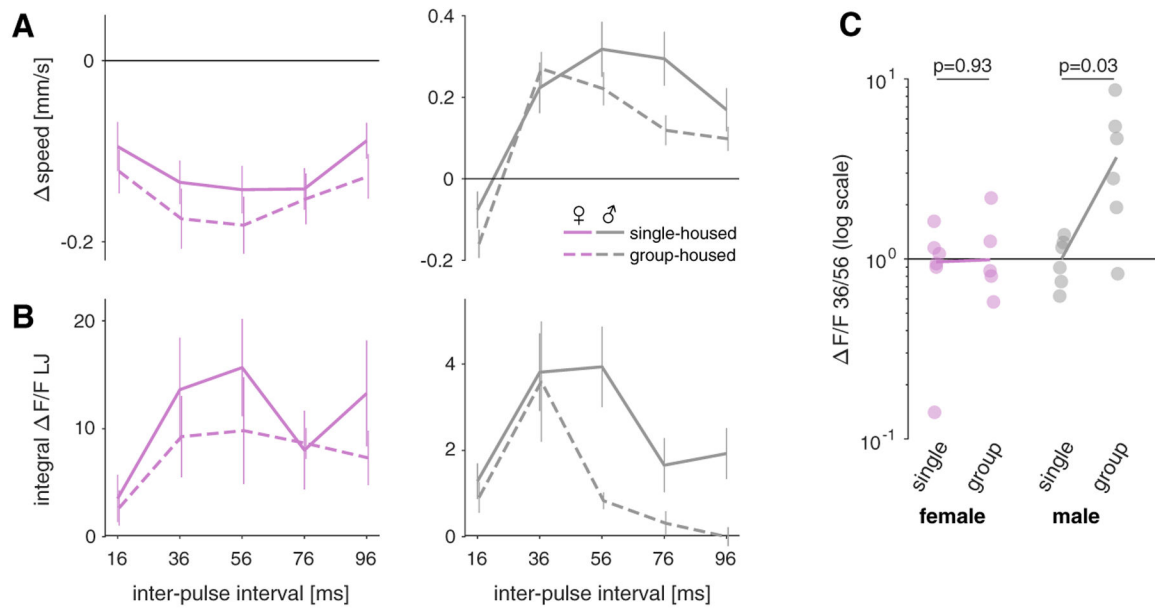 A
Δspeed [mm/s]
0
-0.2
0.4
0.2
0
-0.2
♀ ♂
single-housed
group-housed
B
integral ΔF/F LJ
20
10
0
16 36 56 76 96
inter-pulse interval [ms]
4
2
0
16 36 56 76 96
inter-pulse interval [ms]
C
p=0.93 p=0.03
ΔF/F 36/56 (log scale)
10¹
10⁰
10⁻¹
single group single group
female male